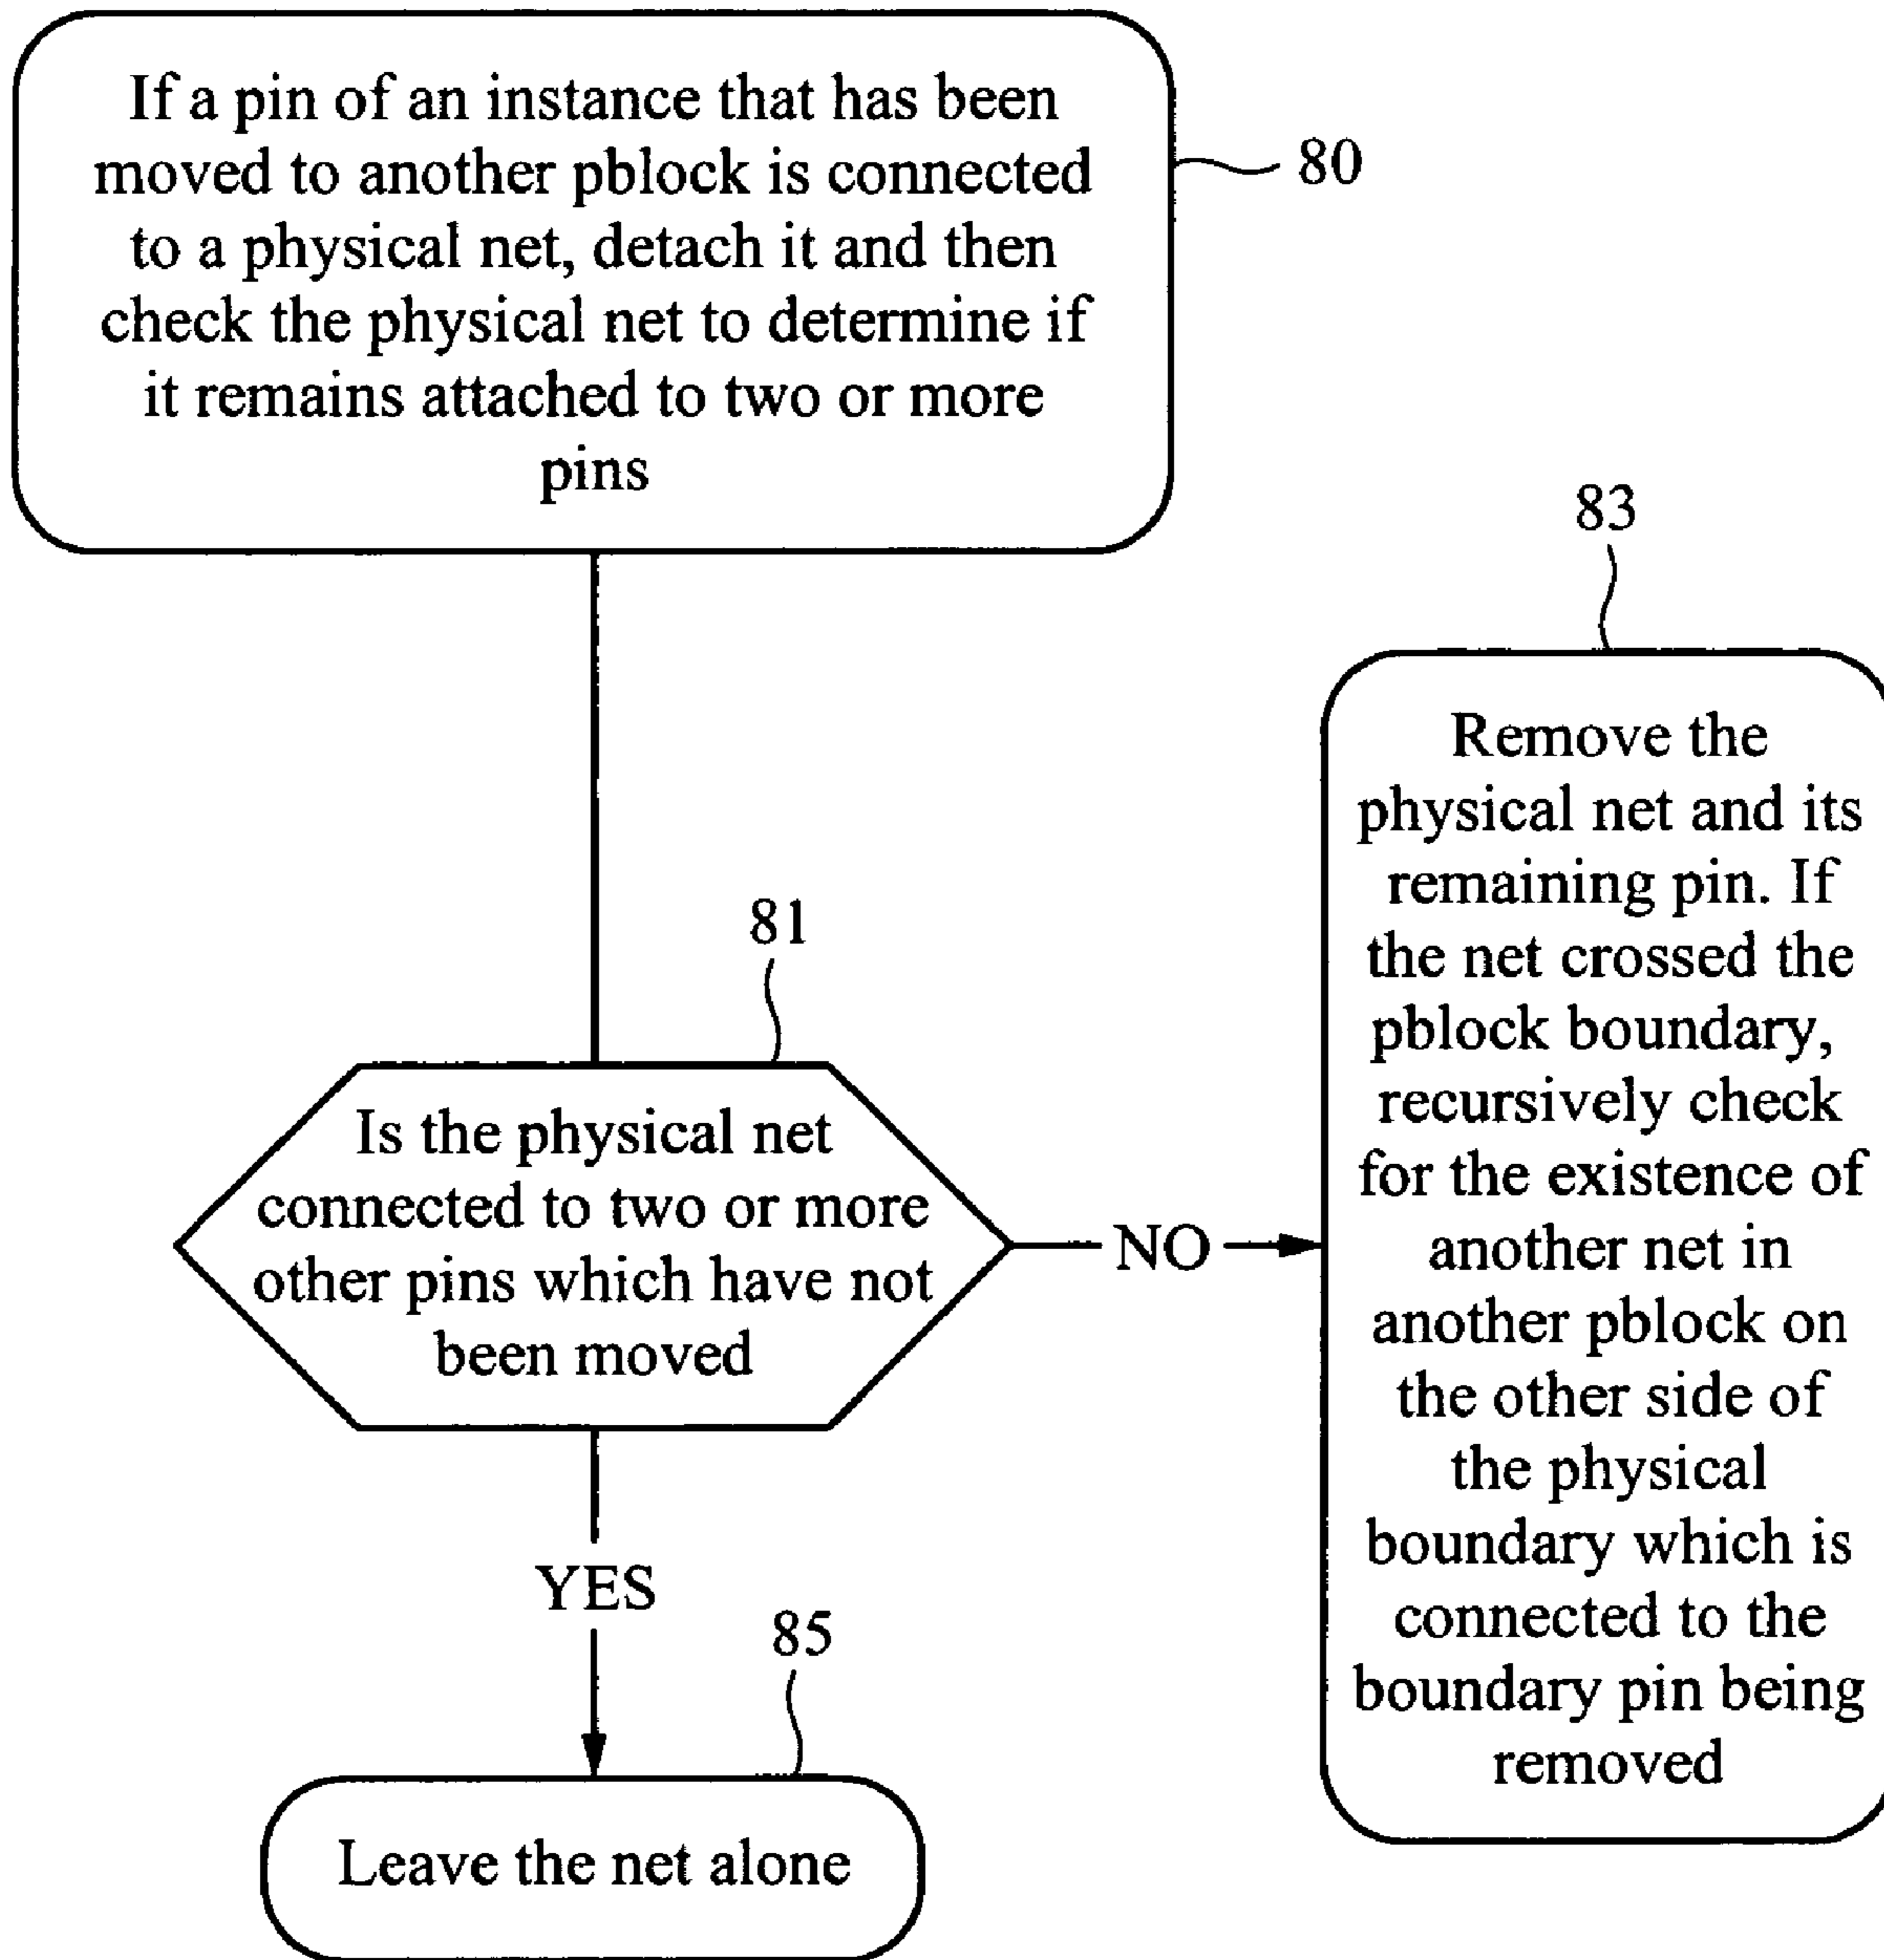 If a pin of an instance that has been
moved to another pblock is connected
to a physical net, detach it and then
check the physical net to determine if
it remains attached to two or more
pins
80
81
Is the physical net
connected to two or more
other pins which have not
been moved
NO
83
Remove the
physical net and its
remaining pin. If
the net crossed the
pblock boundary,
recursively check
for the existence of
another net in
another pblock on
the other side of
the physical
boundary which is
connected to the
boundary pin being
removed
YES
85
Leave the net alone